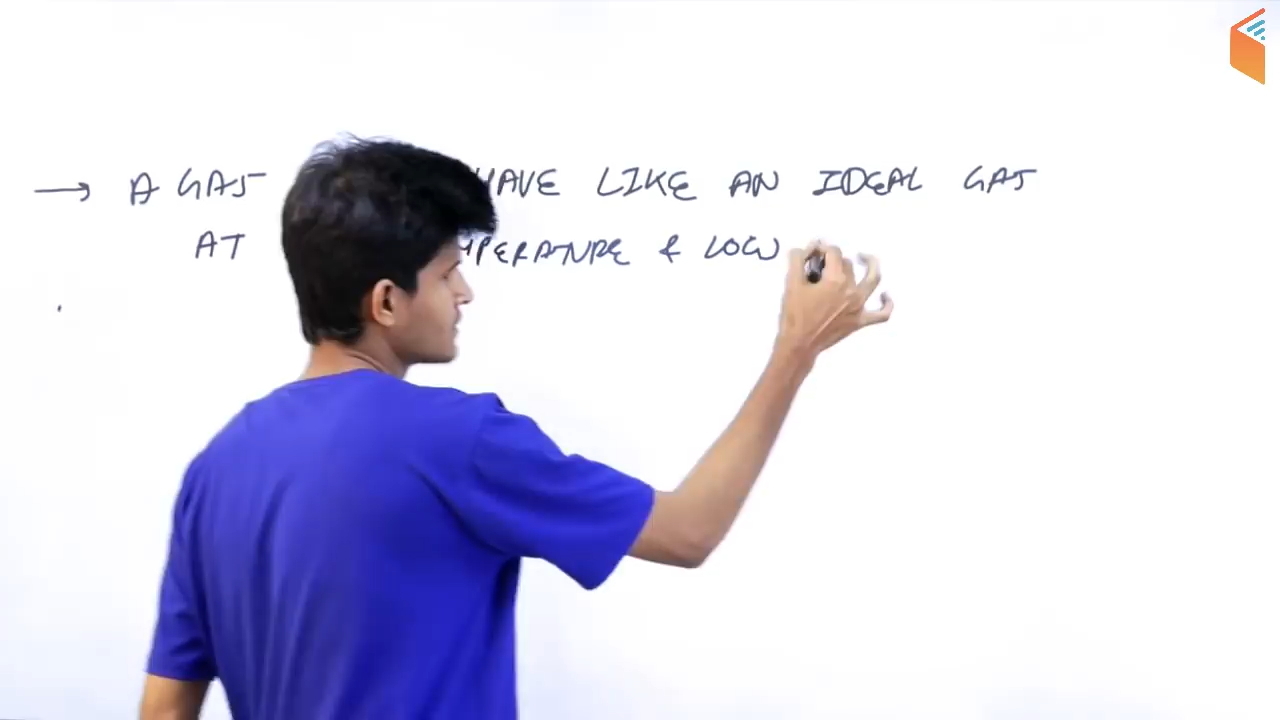 → A GAS HAVE LIKE AN IDEAL GAS
AT PERATURE & LOW